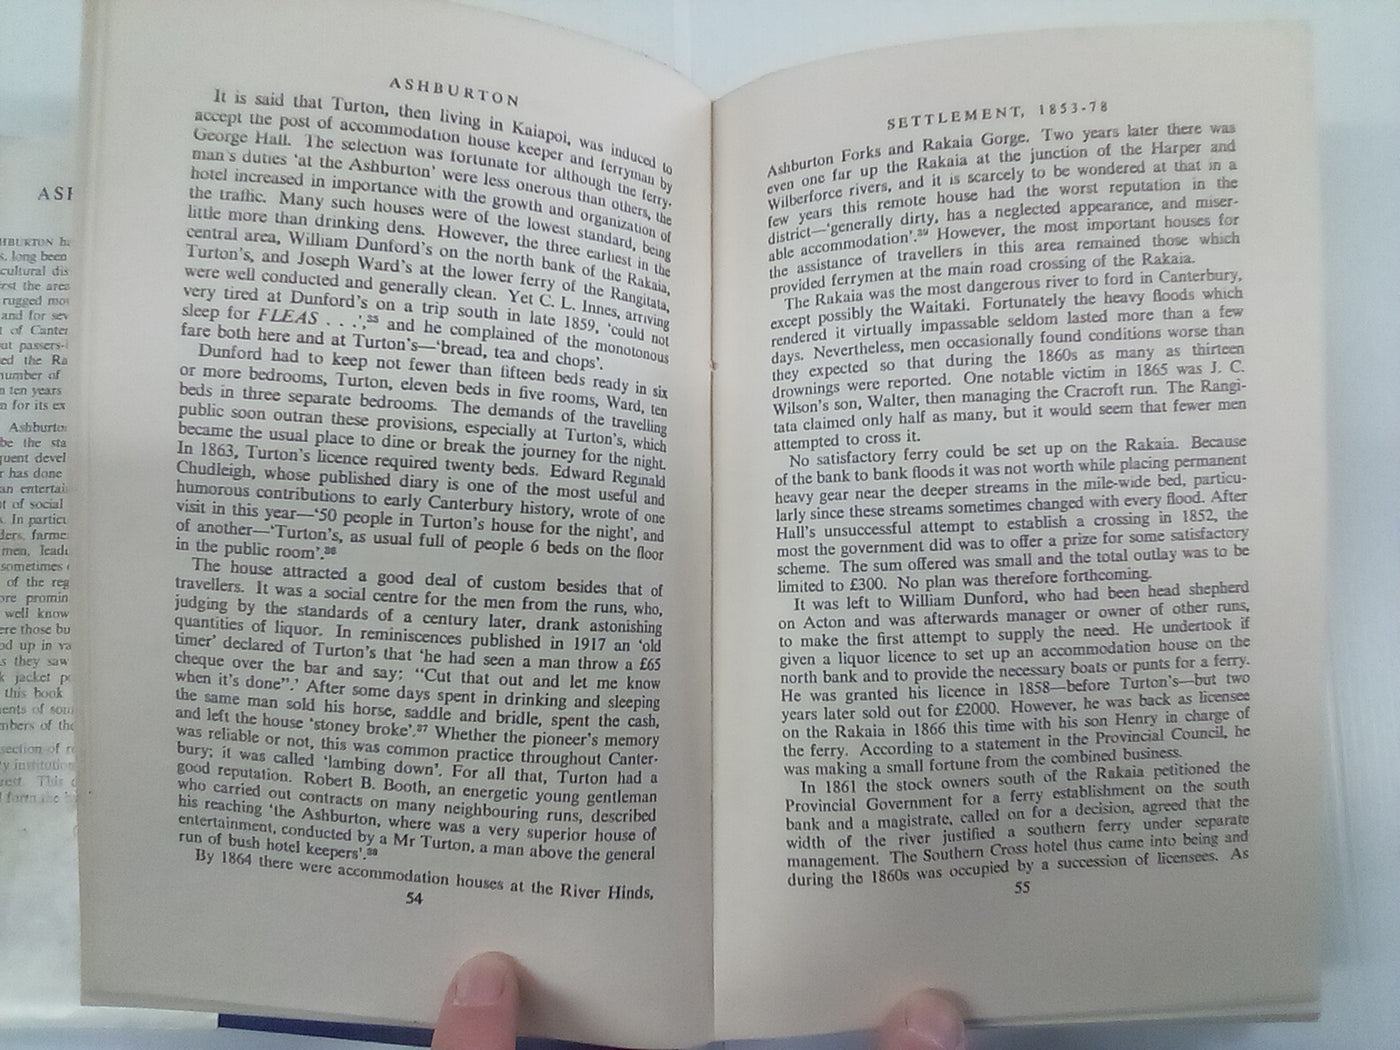 ASHBURTON
It is said that Turton, then living in Kaiapoi, was induced to
accept the post of accommodation house keeper and ferryman by
George Hall. The selection was fortunate for although the ferry-
man's duties 'at the Ashburton' were less onerous than others, the
hotel increased in importance with the growth and organization of
the traffic. Many such houses were of the lowest standard, being
little more than drinking dens. However, the three earliest in the
central area, William Dunford's on the north bank of the Rakaia,
Turton's, and Joseph Ward's at the lower ferry of the Rangitata,
were well conducted and generally clean. Yet C. L. Innes, arriving
very tired at Dunford's on a trip south in late 1859, 'could not
sleep for FLEAS . . .',³⁵ and he complained of the monotonous
fare both here and at Turton's—'bread, tea and chops'.
Dunford had to keep not fewer than fifteen beds ready in six
or more bedrooms, Turton, eleven beds in five rooms, Ward, ten
beds in three separate bedrooms. The demands of the travelling
public soon outran these provisions, especially at Turton's, which
became the usual place to dine or break the journey for the night.
In 1863, Turton's licence required twenty beds. Edward Reginald
Chudleigh, whose published diary is one of the most useful and
humorous contributions to early Canterbury history, wrote of one
visit in this year—'50 people in Turton's house for the night', and
of another—'Turton's, as usual full of people 6 beds on the floor
in the public room'.³⁶
The house attracted a good deal of custom besides that of
travellers. It was a social centre for the men from the runs, who,
judging by the standards of a century later, drank astonishing
quantities of liquor. In reminiscences published in 1917 an 'old
timer' declared of Turton's that 'he had seen a man throw a £65
cheque over the bar and say: "Cut that out and let me know
when it's done".' After some days spent in drinking and sleeping
the same man sold his horse, saddle and bridle, spent the cash,
and left the house 'stoney broke'.³⁷ Whether the pioneer's memory
was reliable or not, this was common practice throughout Canter-
bury; it was called 'lambing down'. For all that, Turton had a
good reputation. Robert B. Booth, an energetic young gentleman
who carried out contracts on many neighbouring runs, described
his reaching 'the Ashburton, where was a very superior house of
entertainment, conducted by a Mr Turton, a man above the general
run of bush hotel keepers'.³⁸
By 1864 there were accommodation houses at the River Hinds,
54
SETTLEMENT, 1853-78
Ashburton Forks and Rakaia Gorge. Two years later there was
even one far up the Rakaia at the junction of the Harper and
Wilberforce rivers, and it is scarcely to be wondered at that in a
few years this remote house had the worst reputation in the
district—'generally dirty, has a neglected appearance, and miser-
able accommodation'.³⁹ However, the most important houses for
the assistance of travellers in this area remained those which
provided ferrymen at the main road crossing of the Rakaia.
The Rakaia was the most dangerous river to ford in Canterbury,
except possibly the Waitaki. Fortunately the heavy floods which
rendered it virtually impassable seldom lasted more than a few
days. Nevertheless, men occasionally found conditions worse than
they expected so that during the 1860s as many as thirteen
drownings were reported. One notable victim in 1865 was J. C.
Wilson's son, Walter, then managing the Cracroft run. The Rangi-
tata claimed only half as many, but it would seem that fewer men
attempted to cross it.
No satisfactory ferry could be set up on the Rakaia. Because
of the bank to bank floods it was not worth while placing permanent
heavy gear near the deeper streams in the mile-wide bed, particu-
larly since these streams sometimes changed with every flood. After
Hall's unsuccessful attempt to establish a crossing in 1852, the
most the government did was to offer a prize for some satisfactory
scheme. The sum offered was small and the total outlay was to be
limited to £300. No plan was therefore forthcoming.
It was left to William Dunford, who had been head shepherd
on Acton and was afterwards manager or owner of other runs,
to make the first attempt to supply the need. He undertook if
given a liquor licence to set up an accommodation house on the
north bank and to provide the necessary boats or punts for a ferry.
He was granted his licence in 1858—before Turton's—but two
years later sold out for £2000. However, he was back as licensee
on the Rakaia in 1866 this time with his son Henry in charge of
the ferry. According to a statement in the Provincial Council, he
was making a small fortune from the combined business.
In 1861 the stock owners south of the Rakaia petitioned the
Provincial Government for a ferry establishment on the south
bank and a magistrate, called on for a decision, agreed that the
width of the river justified a southern ferry under separate
management. The Southern Cross hotel thus came into being and
during the 1860s was occupied by a succession of licensees. As
55